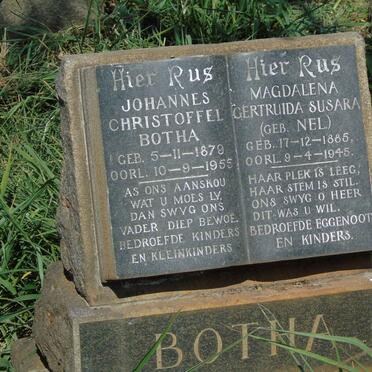 Hier Rus
JOHANNES
CHRISTOFFEL
BOTHA
GEB. 5-11-1879
OORL. 10-9-1955
AS ONS AANSKOU
WAT U MOES LY,
DAN SWYG ONS
VADER DIEP BEWOË.
BEDROEFDE KINDERS
EN KLEINKINDERS
Hier Rus
MAGDALENA
GERTRUIDA SUSARA
(GEB. NEL)
GEB. 17-12-1885,
OORL. 9-4-1945.
HAAR PLEK IS LEEG,
HAAR STEM IS STIL.
ONS SWYG O HEER
DIT WAS U WIL.
BEDROEFDE EGGENOOT
EN KINDERS.
BOTHA